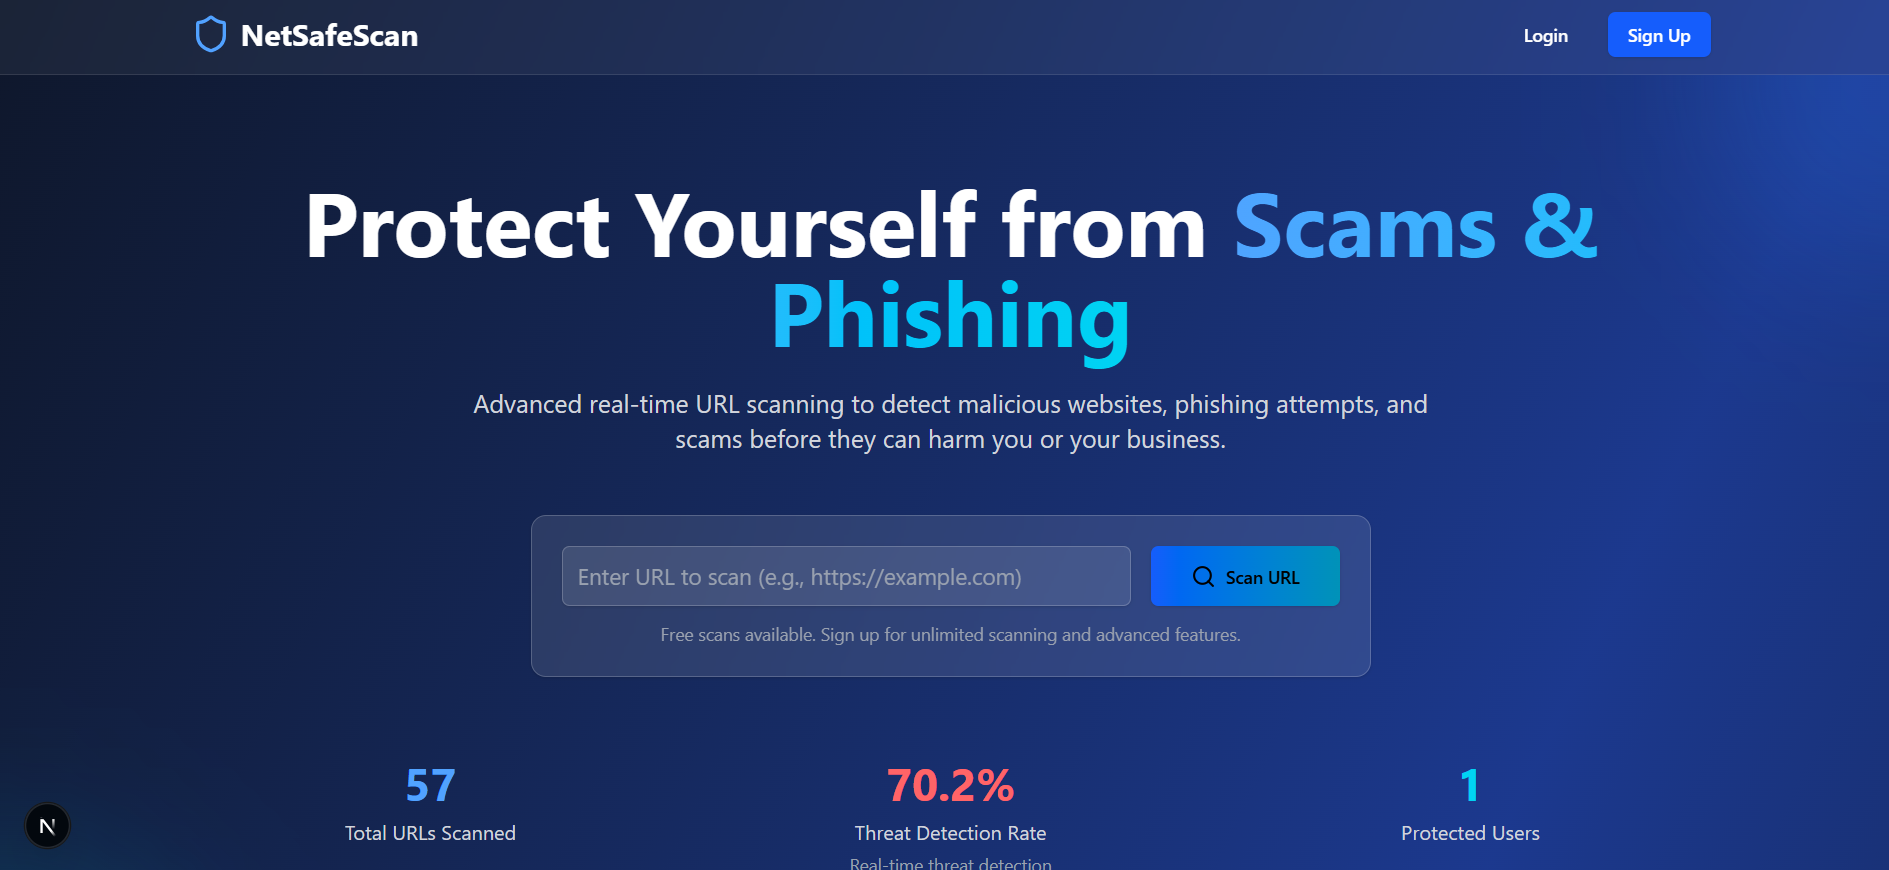 NetSafeScan
Login
Sign Up
Protect Yourself from Scams &
Phishing
Advanced real-time URL scanning to detect malicious websites, phishing attempts, and
scams before they can harm you or your business.
Enter URL to scan (e.g., https://example.com)
Scan URL
Free scans available. Sign up for unlimited scanning and advanced features.
57
Total URLs Scanned
70.2%
Threat Detection Rate
Real-time threat detection
1
Protected Users
N